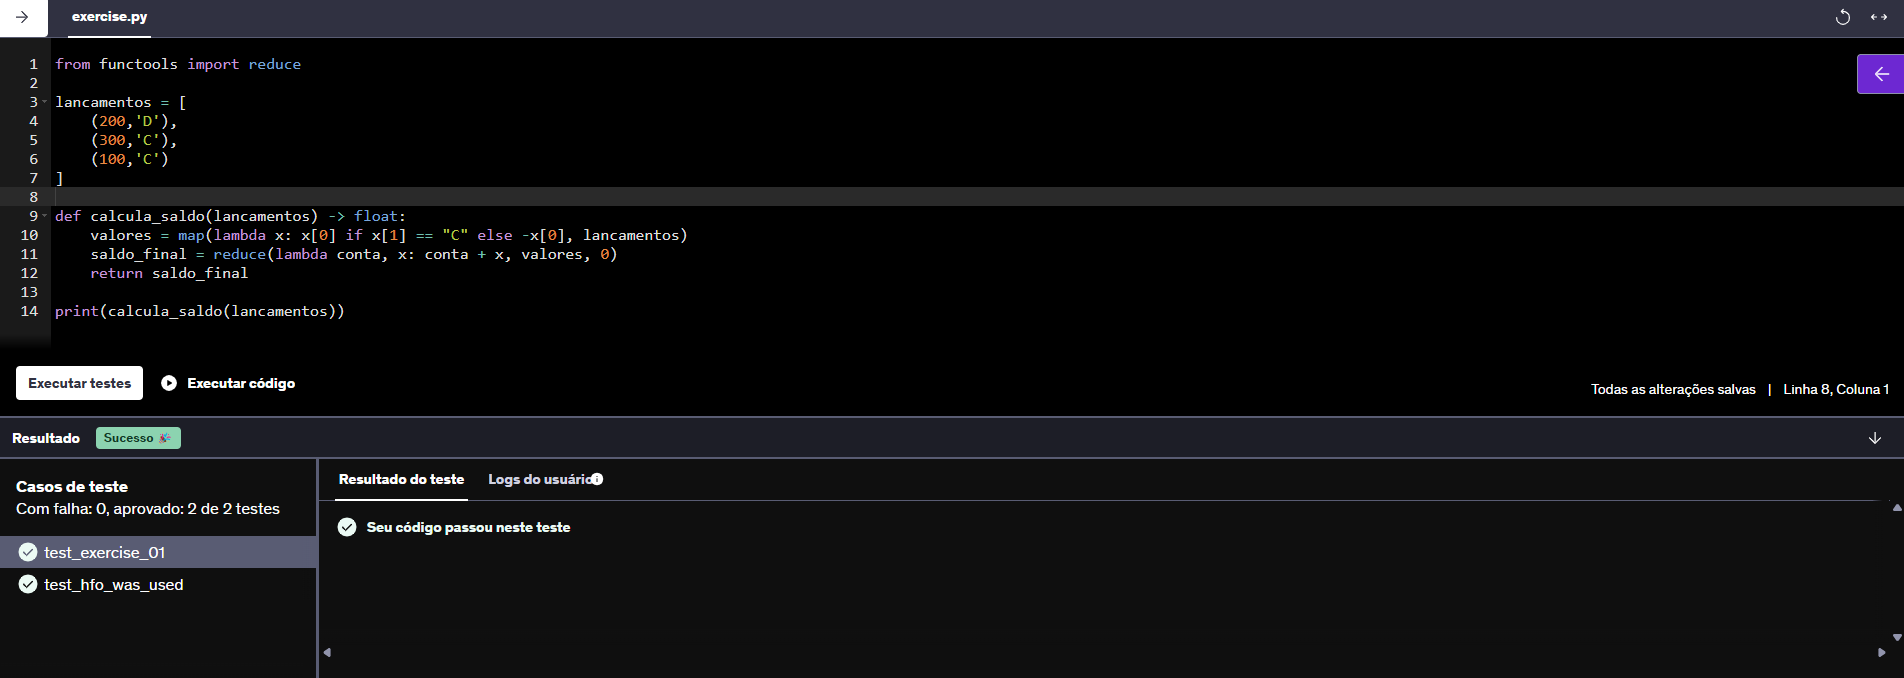 exercise.py
1 from functools import reduce
2
3 lancamentos = [
4     (200,'D'),
5     (300,'C'),
6     (100,'C')
7 ]
8
9 def calcula_saldo(lancamentos) -> float:
10     valores = map(lambda x: x[0] if x[1] == "C" else -x[0], lancamentos)
11     saldo_final = reduce(lambda conta, x: conta + x, valores, 0)
12     return saldo_final
13
14 print(calcula_saldo(lancamentos))
Executar testes Executar código
Todas as alterações salvas | Linha 8, Coluna 1
Resultado Sucesso 🎉
Casos de teste
Com falha: 0, aprovado: 2 de 2 testes
test_exercise_01
test_hfo_was_used
Resultado do teste Logs do usuário
Seu código passou neste teste